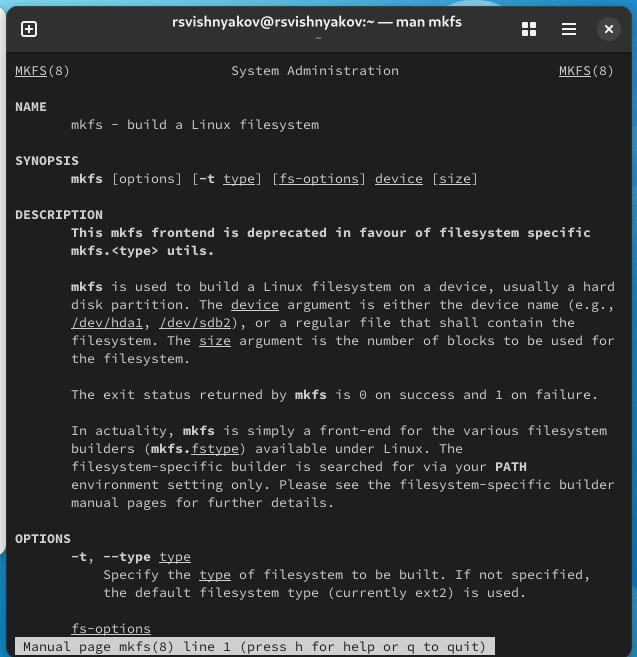 rsvishnyakov@rsvishnyakov:~ — man mkfs
~
MKFS(8) System Administration MKFS(8)
NAME
mkfs - build a Linux filesystem
SYNOPSIS
mkfs [options] [-t type] [fs-options] device [size]
DESCRIPTION
This mkfs frontend is deprecated in favour of filesystem specific
mkfs.<type> utils.
mkfs is used to build a Linux filesystem on a device, usually a hard
disk partition. The device argument is either the device name (e.g.,
/dev/hda1, /dev/sdb2), or a regular file that shall contain the
filesystem. The size argument is the number of blocks to be used for
the filesystem.
The exit status returned by mkfs is 0 on success and 1 on failure.
In actuality, mkfs is simply a front-end for the various filesystem
builders (mkfs.fstype) available under Linux. The
filesystem-specific builder is searched for via your PATH
environment setting only. Please see the filesystem-specific builder
manual pages for further details.
OPTIONS
-t, --type type
Specify the type of filesystem to be built. If not specified,
the default filesystem type (currently ext2) is used.
fs-options
Manual page mkfs(8) line 1 (press h for help or q to quit)